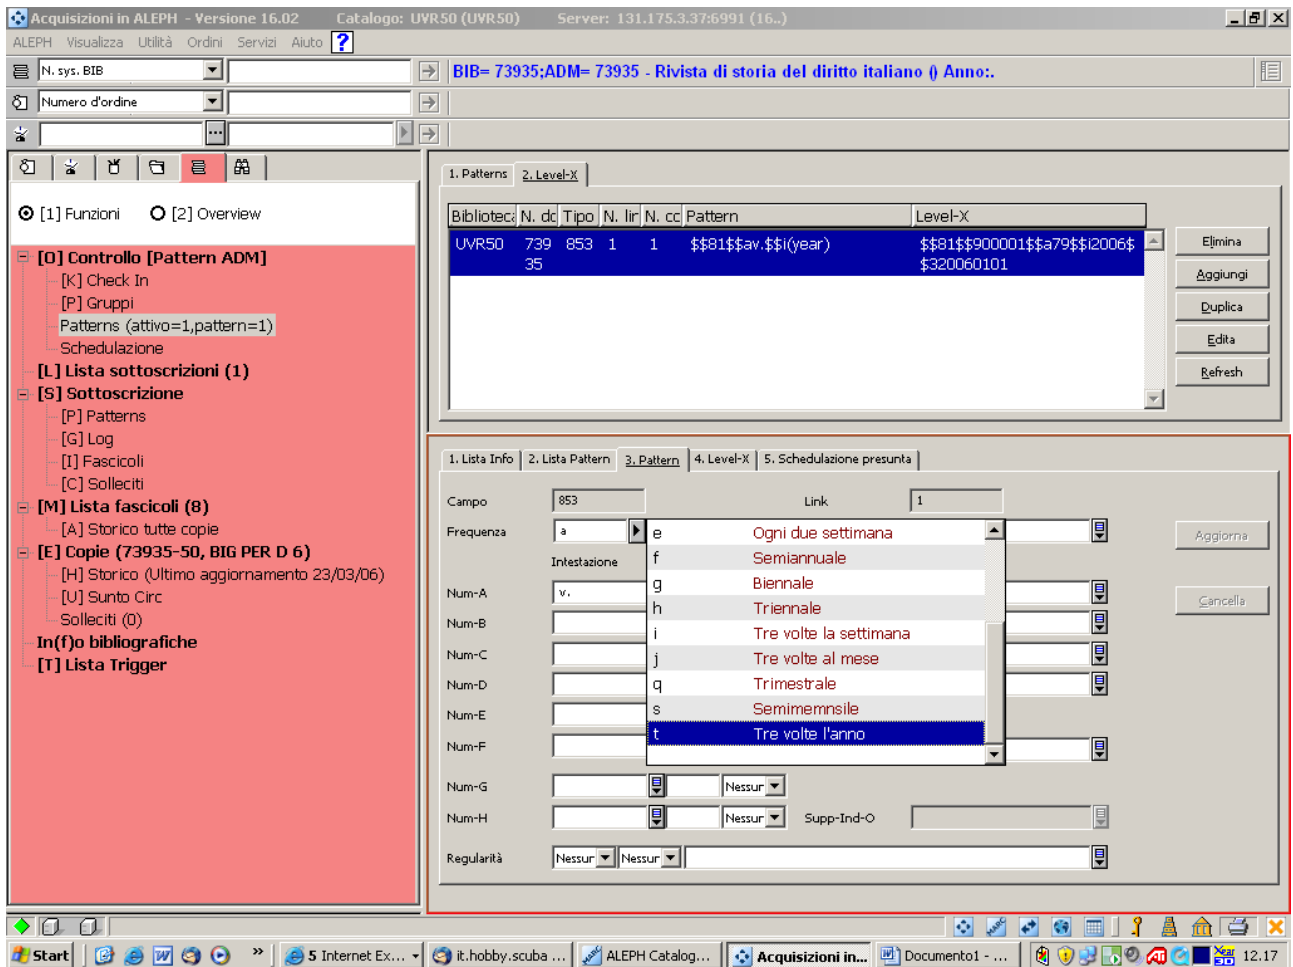 Acquisizioni in ALEPH - Versione 16.02 Catalogo: UVR50 (UVR50) Server: 131.175.3.37:6991 (16..)
ALEPH Visualizza Utilità Ordini Servizi Aiuto ?
N. sys. BIB
BIB= 73935;ADM= 73935 - Rivista di storia del diritto italiano () Anno:.
Numero d'ordine
[1] Funzioni [2] Overview
[O] Controllo [Pattern ADM]
[K] Check In
[P] Gruppi
Patterns (attivo=1,pattern=1)
Schedulazione
[L] Lista sottoscrizioni (1)
[S] Sottoscrizione
[P] Patterns
[G] Log
[I] Fascicoli
[C] Solleciti
[M] Lista fascicoli (8)
[A] Storico tutte copie
[E] Copie (73935-50, BIG PER D 6)
[H] Storico (Ultimo aggiornamento 23/03/06)
[U] Sunto Circ
Solleciti (0)
In(f)o bibliografiche
[T] Lista Trigger
1. Patterns 2. Level-X
Bibliotec N. dc Tipo N. lir N. cc Pattern Level-X
UVR50 739 853 1 1 $$81$$av.$$i(year) $$81$$900001$$a79$$i2006$
35 $320060101
Elimina
Aggiungi
Duplica
Edita
Refresh
1. Lista Info 2. Lista Pattern 3. Pattern 4. Level-X 5. Schedulazione presunta
Campo 853 Link 1
Frequenza a
Intestazione
Num-A v.
Num-B
Num-C
Num-D
Num-E
Num-F
Num-G Nessur
Num-H Nessur Supp-Ind-O
Regularità Nessur Nessur
e Ogni due settimana
f Semiannuale
g Biennale
h Triennale
i Tre volte la settimana
j Tre volte al mese
q Trimestrale
s Semimemnsile
t Tre volte l'anno
Aggiorna
Cancella
Start » 5 Internet Ex... it.hobby.scuba ... ALEPH Catalog... Acquisizioni in... Documento1 - ... 12.17